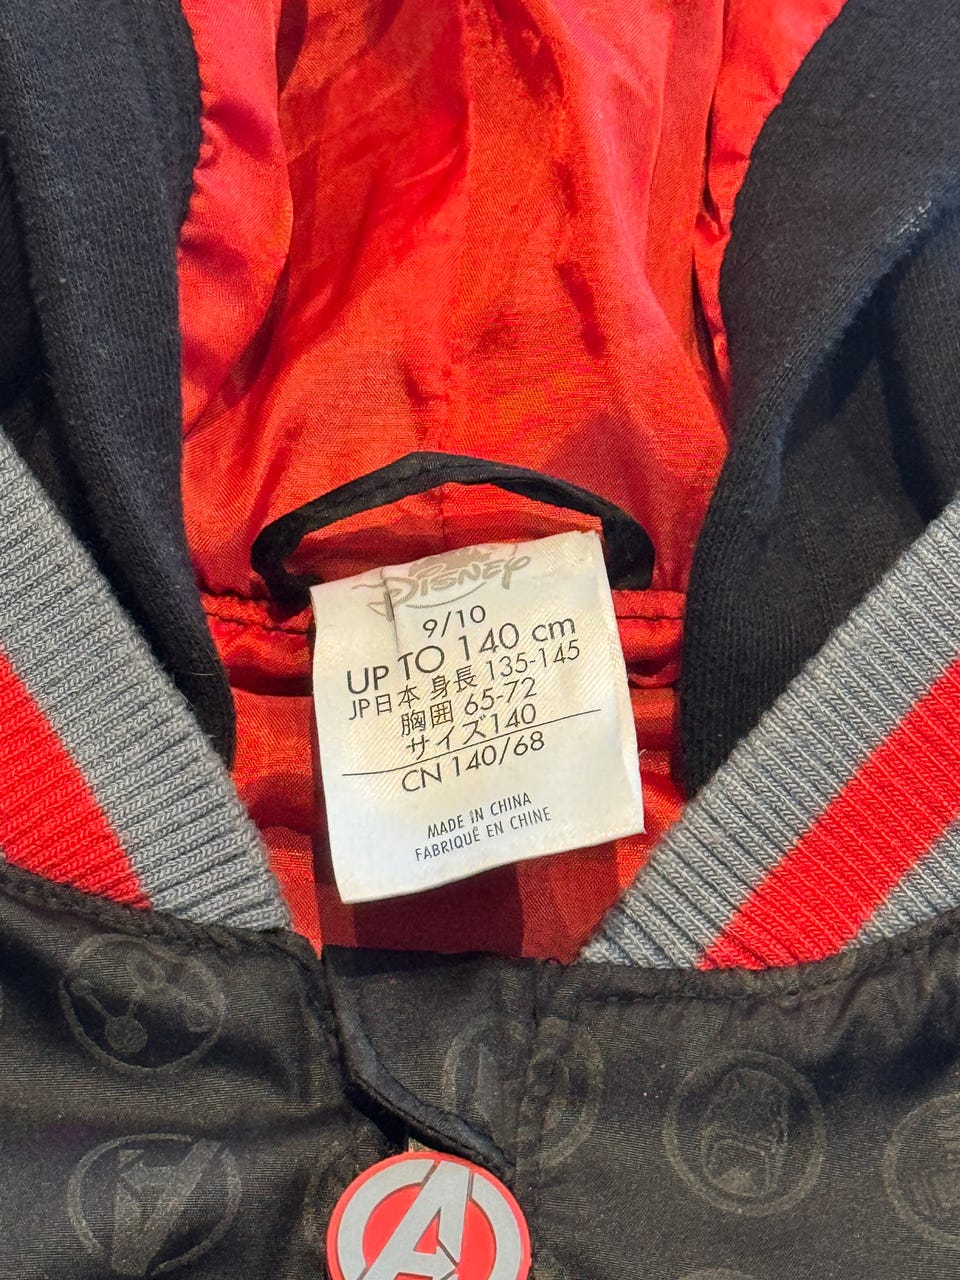 DISNEY
9/10
UP TO 140 cm
JP日本 身長 135-145
胸囲 65-72
サイズ140
CN 140/68
MADE IN CHINA
FABRIQUÉ EN CHINE
A